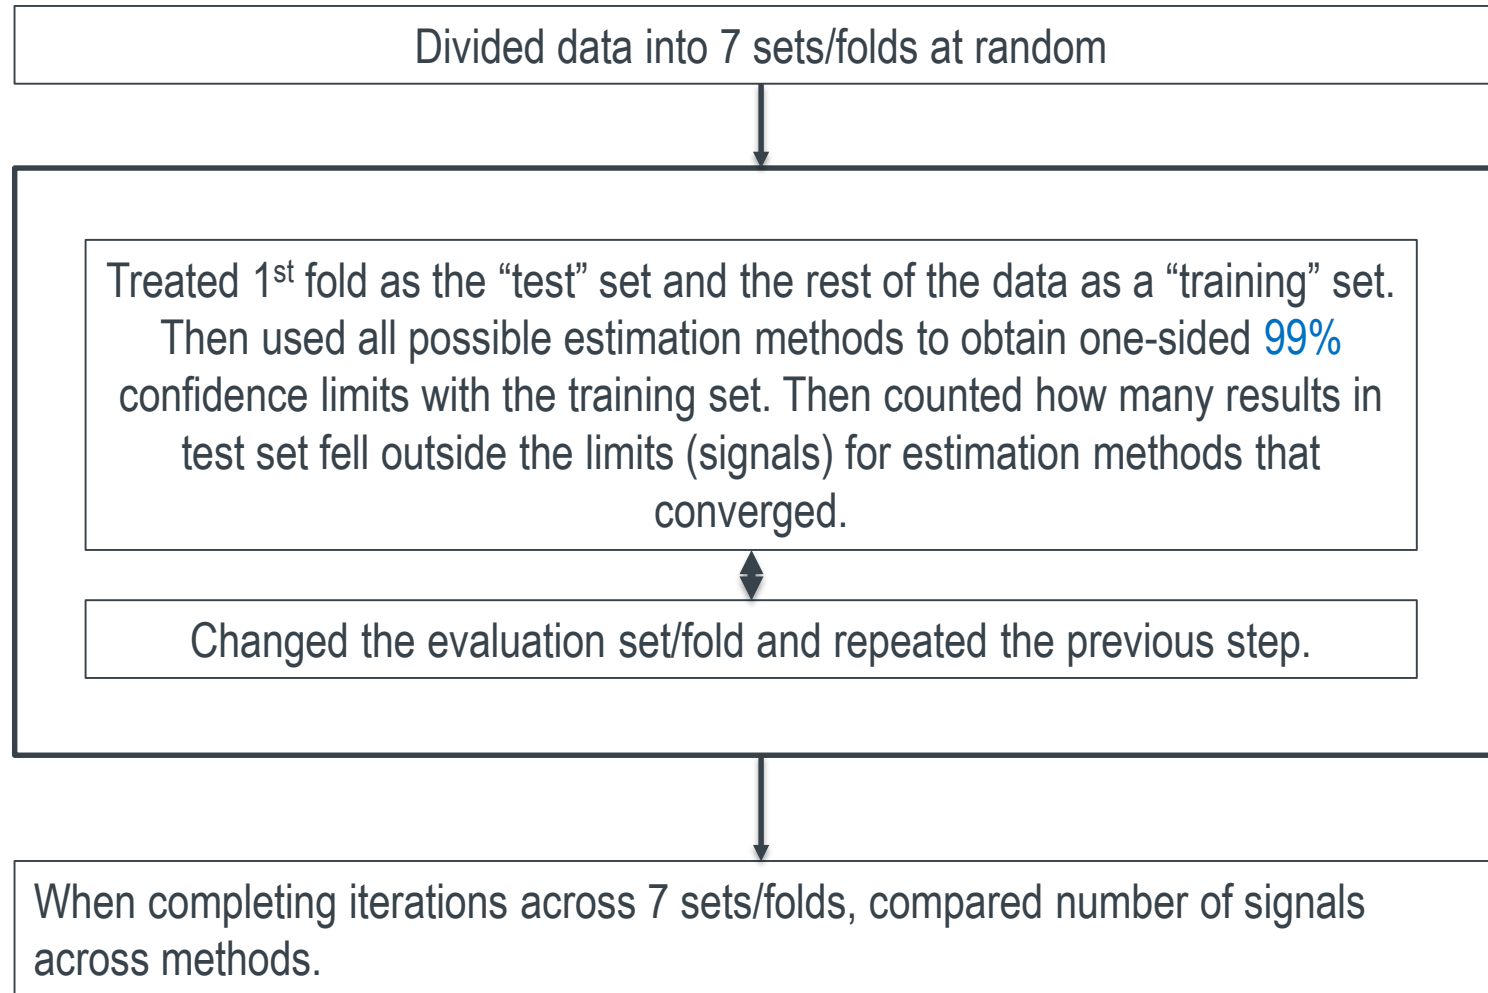 Divided data into 7 sets/folds at random
Treated 1st fold as the “test” set and the rest of the data as a “training” set.
Then used all possible estimation methods to obtain one-sided 99%
confidence limits with the training set. Then counted how many results in
test set fell outside the limits (signals) for estimation methods that
converged.
Changed the evaluation set/fold and repeated the previous step.
When completing iterations across 7 sets/folds, compared number of signals
across methods.